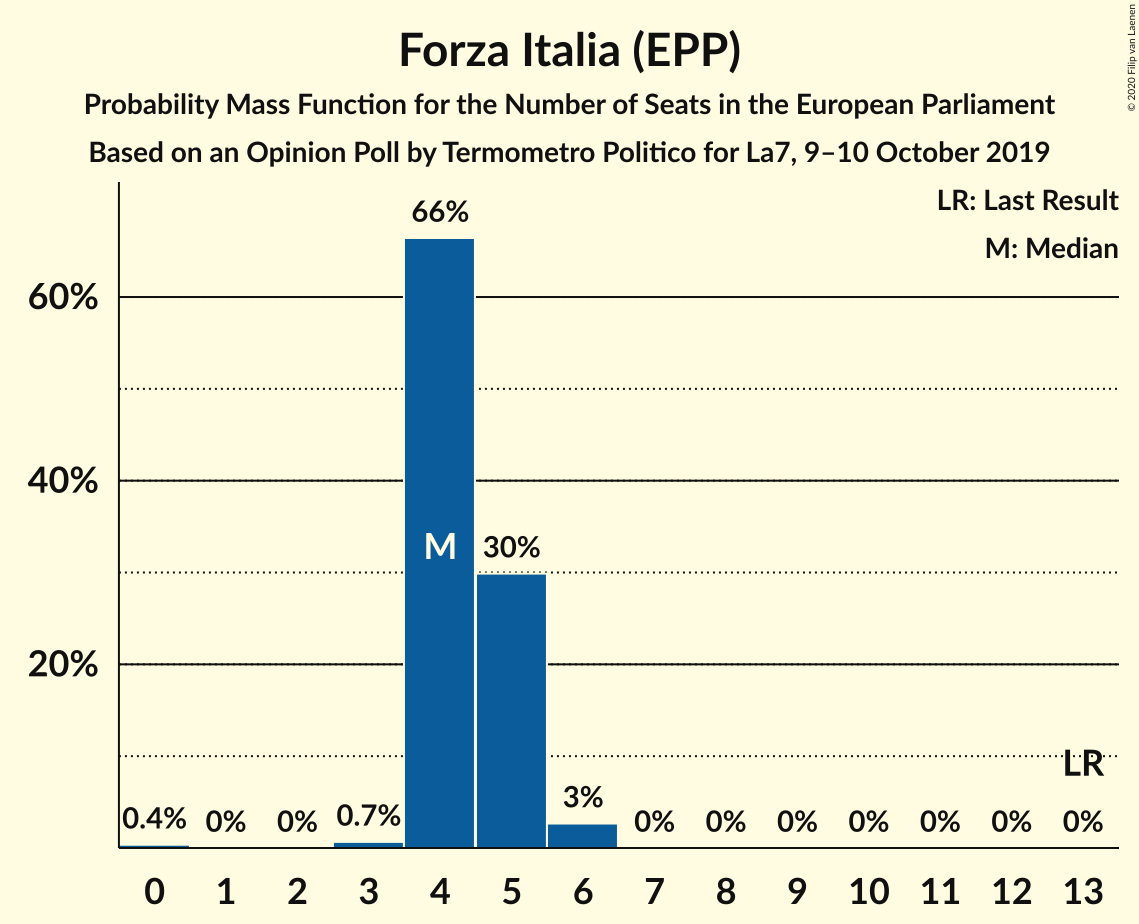 Forza Italia (EPP)
Probability Mass Function for the Number of Seats in the European Parliament
Based on an Opinion Poll by Termometro Politico for La7, 9–10 October 2019
© 2020 Filip van Laenen
LR: Last Result
M: Median
60%
40%
20%
0.4%
0%
0%
0.7%
66%
M
30%
3%
0%
0%
0%
0%
0%
0%
LR
0%
0 1 2 3 4 5 6 7 8 9 10 11 12 13